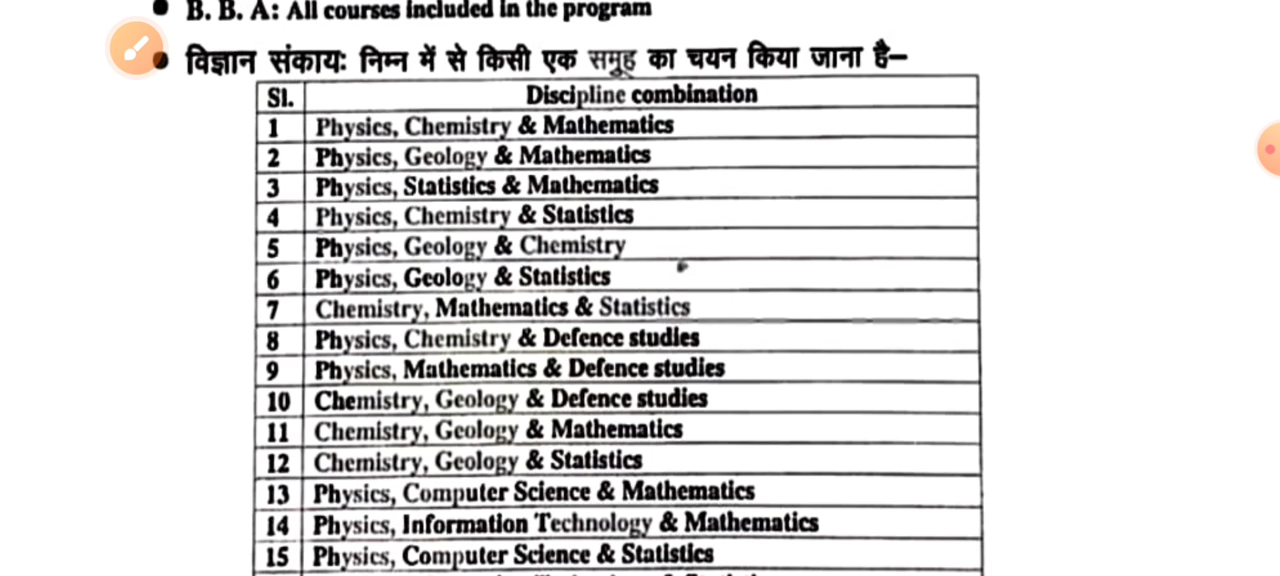 • B. B. A: All courses included in the program
• विज्ञान संकायः निम्न में से किसी एक समूह का चयन किया जाना है–
Sl. Discipline combination
1 Physics, Chemistry & Mathematics
2 Physics, Geology & Mathematics
3 Physics, Statistics & Mathematics
4 Physics, Chemistry & Statistics
5 Physics, Geology & Chemistry
6 Physics, Geology & Statistics
7 Chemistry, Mathematics & Statistics
8 Physics, Chemistry & Defence studies
9 Physics, Mathematics & Defence studies
10 Chemistry, Geology & Defence studies
11 Chemistry, Geology & Mathematics
12 Chemistry, Geology & Statistics
13 Physics, Computer Science & Mathematics
14 Physics, Information Technology & Mathematics
15 Physics, Computer Science & Statistics